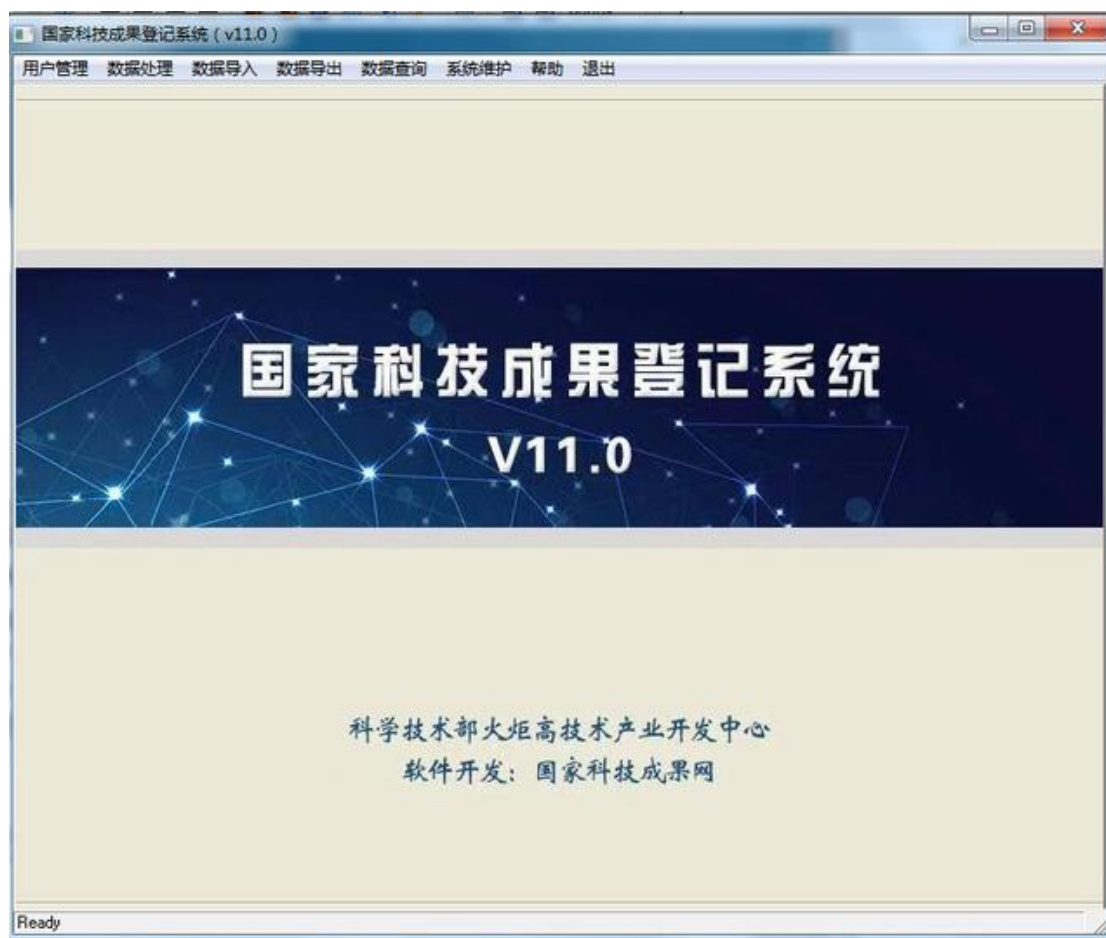 国家科技成果登记系统（v11.0）
用户管理 数据处理 数据导入 数据导出 数据查询 系统维护 帮助 退出
国家科技成果登记系统
V11.0
科学技术部火炬高技术产业开发中心
软件开发：国家科技成果网
Ready